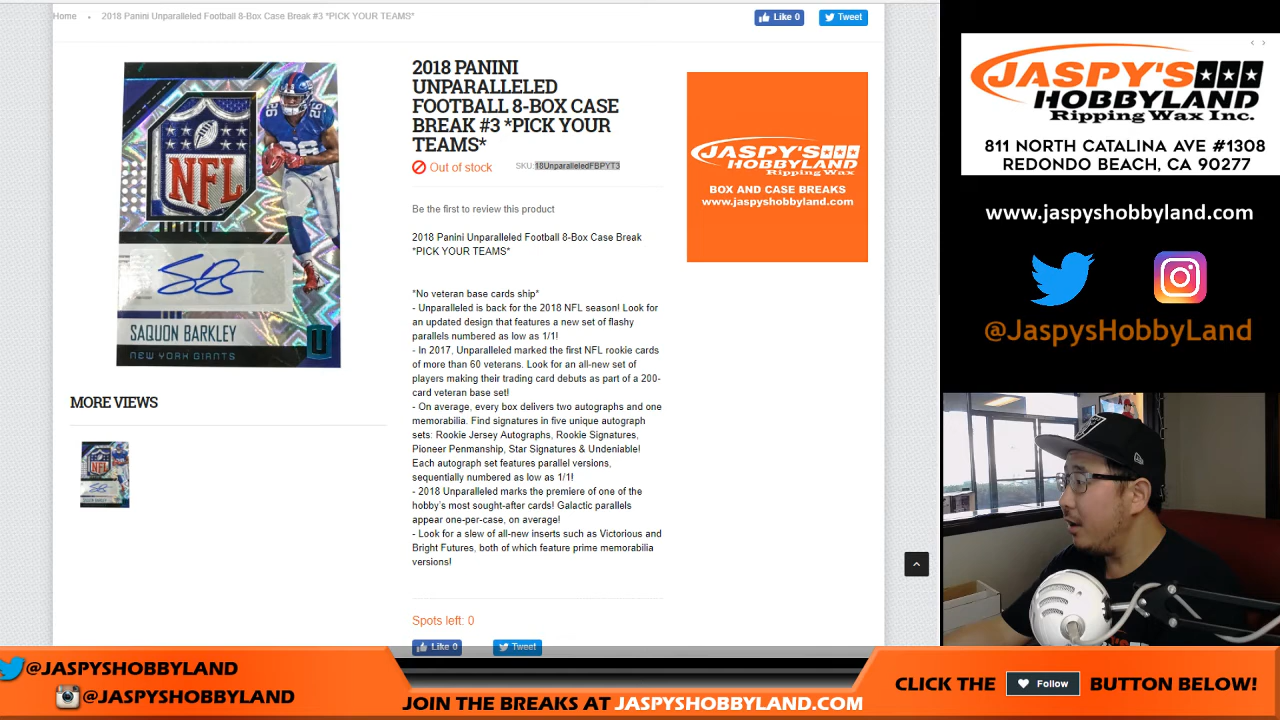 Home • 2018 Panini Unparalleled Football 8-Box Case Break #3 *PICK YOUR TEAMS*
Like 0
Tweet
2018 PANINI
UNPARALLELED
FOOTBALL 8-BOX CASE
BREAK #3 *PICK YOUR
TEAMS*
Out of stock
SKU:18UnparalleledFBPYT3
Be the first to review this product
2018 Panini Unparalleled Football 8-Box Case Break
*PICK YOUR TEAMS*
*No veteran base cards ship*
- Unparalleled is back for the 2018 NFL season! Look for
an updated design that features a new set of flashy
parallels numbered as low as 1/1!
- In 2017, Unparalleled marked the first NFL rookie cards
of more than 60 veterans. Look for an all-new set of
players making their trading card debuts as part of a 200-
card veteran base set!
- On average, every box delivers two autographs and one
memorabilia. Find signatures in five unique autograph
sets: Rookie Jersey Autographs, Rookie Signatures,
Pioneer Penmanship, Star Signatures & Undeniable!
Each autograph set features parallel versions,
sequentially numbered as low as 1/1!
- 2018 Unparalleled marks the premiere of one of the
hobby's most sought-after cards! Galactic parallels
appear one-per-case, on average!
- Look for a slew of all-new inserts such as Victorious and
Bright Futures, both of which feature prime memorabilia
versions!
Spots left: 0
Like 0
Tweet
NFL
26
SAQUON BARKLEY
NEW YORK GIANTS
MORE VIEWS
NFL
JASPY'S
HOBBYLAND
Ripping Wax
BOX AND CASE BREAKS
www.jaspyshobbyland.com
JASPY'S
HOBBYLAND
Ripping Wax Inc.
811 NORTH CATALINA AVE #1308
REDONDO BEACH, CA 90277
www.jaspyshobbyland.com
@JaspysHobbyLand
@JASPYSHOBBYLAND
@JASPYSHOBBYLAND
JOIN THE BREAKS AT JASPYSHOBBYLAND.COM
CLICK THE Follow BUTTON BELOW!